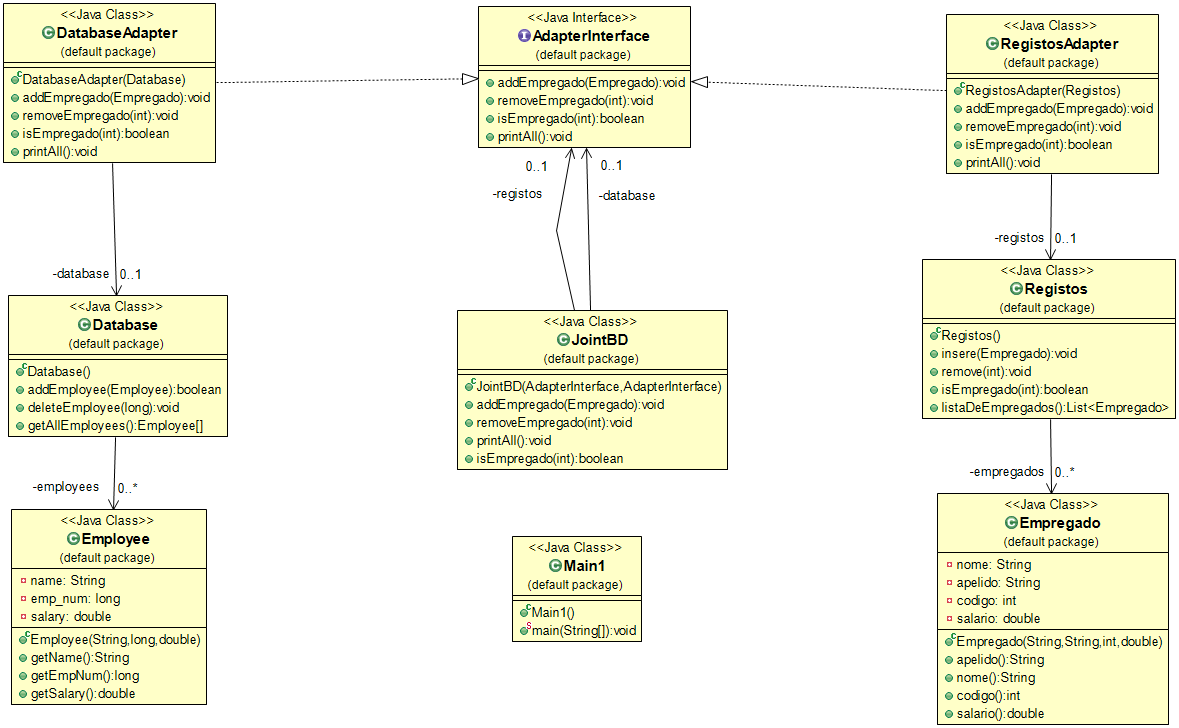 <<Java Class>>
DatabaseAdapter
(default package)
DatabaseAdapter(Database)
addEmpregado(Empregado):void
removeEmpregado(int):void
isEmpregado(int):boolean
printAll():void
<<Java Interface>>
AdapterInterface
(default package)
addEmpregado(Empregado):void
removeEmpregado(int):void
isEmpregado(int):boolean
printAll():void
<<Java Class>>
RegistosAdapter
(default package)
RegistosAdapter(Registos)
addEmpregado(Empregado):void
removeEmpregado(int):void
isEmpregado(int):boolean
printAll():void
0..1
0..1
-registos
-database
-database
0..1
-registos
0..1
<<Java Class>>
Database
(default package)
Database()
addEmployee(Employee):boolean
deleteEmployee(long):void
getAllEmployees():Employee[]
<<Java Class>>
JointBD
(default package)
JointBD(AdapterInterface,AdapterInterface)
addEmpregado(Empregado):void
removeEmpregado(int):void
printAll():void
isEmpregado(int):boolean
<<Java Class>>
Registos
(default package)
Registos()
insere(Empregado):void
remove(int):void
isEmpregado(int):boolean
listaDeEmpregados():List<Empregado>
-employees
0..*
-empregados
0..*
<<Java Class>>
Employee
(default package)
name: String
emp_num: long
salary: double
Employee(String,long,double)
getName():String
getEmpNum():long
getSalary():double
<<Java Class>>
Main1
(default package)
Main1()
main(String[]):void
<<Java Class>>
Empregado
(default package)
nome: String
apelido: String
codigo: int
salario: double
Empregado(String,String,int,double)
apelido():String
nome():String
codigo():int
salario():double